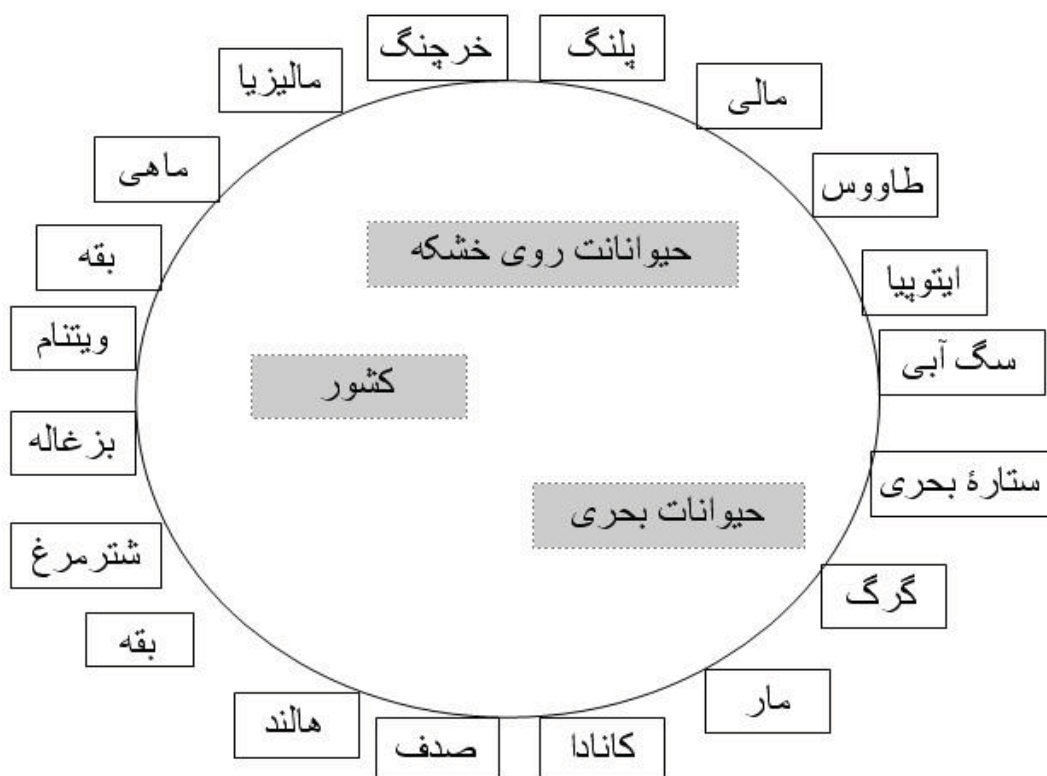 پلنگ
خرچنگ
مالیزیا
مالی
ماهی
طاووس
بقه
حیوانانت روی خشکه
ایتوپیا
ویتنام
سگ آبی
کشور
بزغاله
ستارهٔ بحری
حیوانات بحری
شترمرغ
گرگ
بقه
مار
هالند
صدف
کانادا